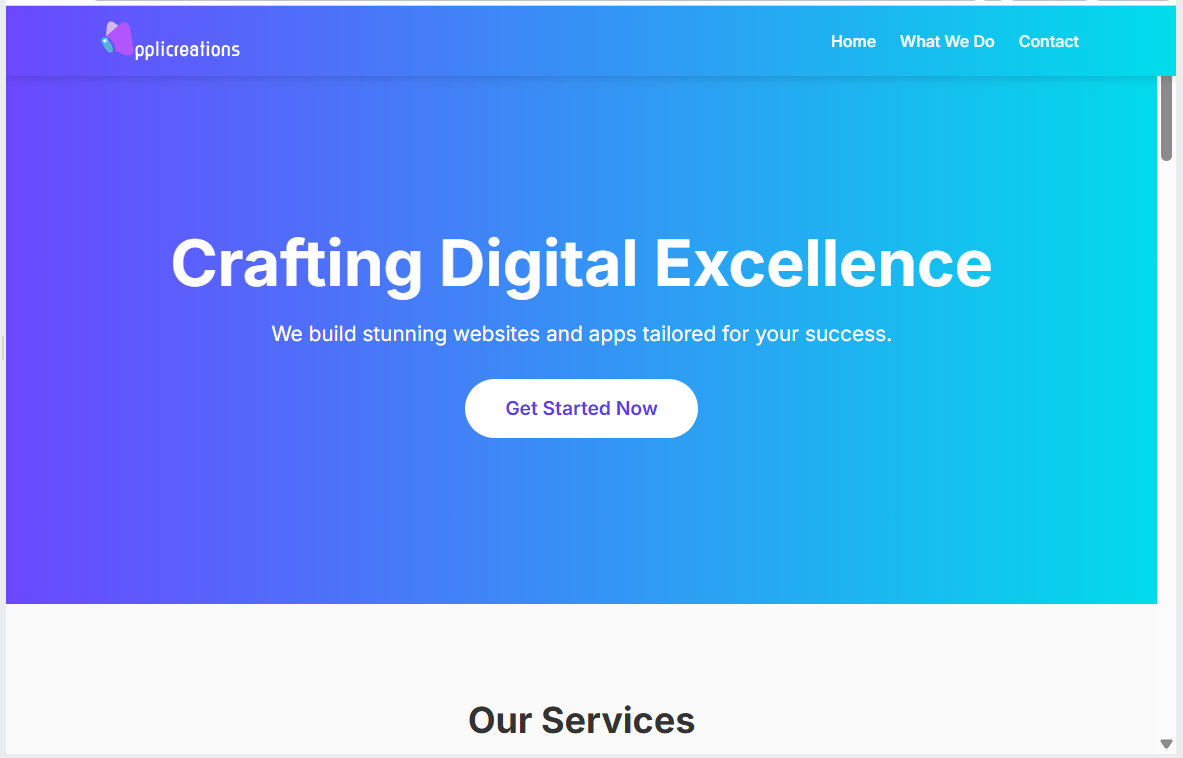 pplicreations
Home What We Do Contact
Crafting Digital Excellence
We build stunning websites and apps tailored for your success.
Get Started Now
Our Services